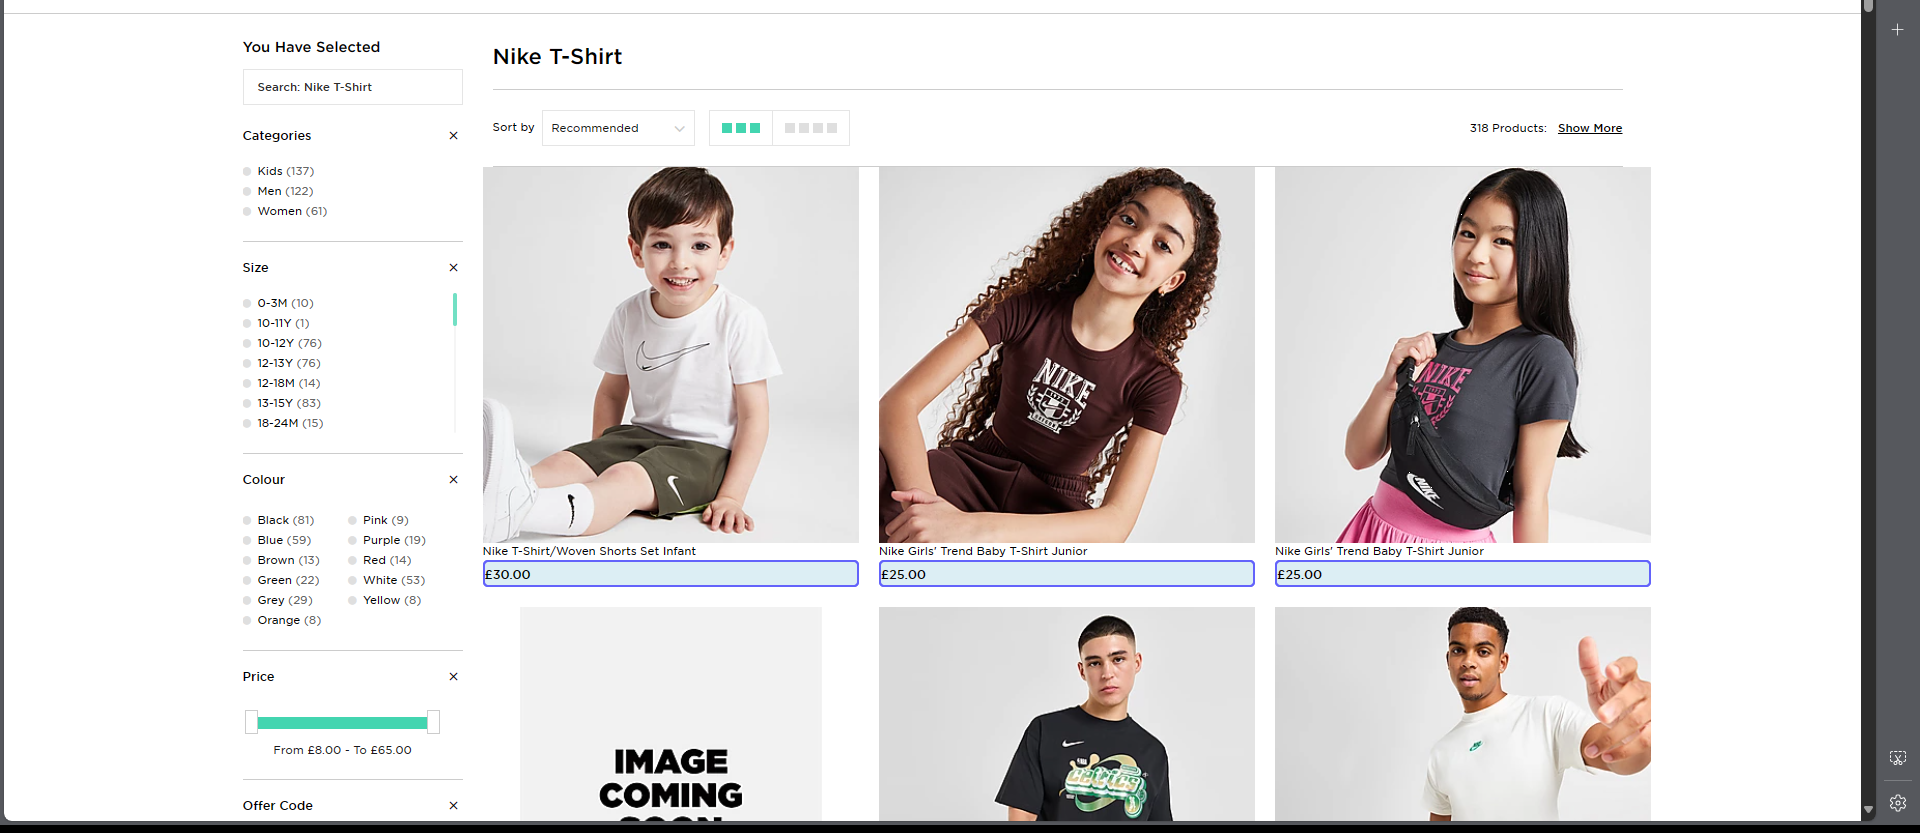 You Have Selected
Search: Nike T-Shirt
Categories
Kids (137)
Men (122)
Women (61)
Size
0-3M (10)
10-11Y (1)
10-12Y (76)
12-13Y (76)
12-18M (14)
13-15Y (83)
18-24M (15)
Colour
Black (81)
Blue (59)
Brown (13)
Green (22)
Grey (29)
Orange (8)
Pink (9)
Purple (19)
Red (14)
White (53)
Yellow (8)
Price
From £8.00 - To £65.00
Offer Code
Nike T-Shirt
Sort by
Recommended
318 Products: Show More
NIKE
NIKE
NIKE
Nike T-Shirt/Woven Shorts Set Infant
£30.00
Nike Girls' Trend Baby T-Shirt Junior
£25.00
Nike Girls' Trend Baby T-Shirt Junior
£25.00
IMAGE
COMING
SOON
celtics